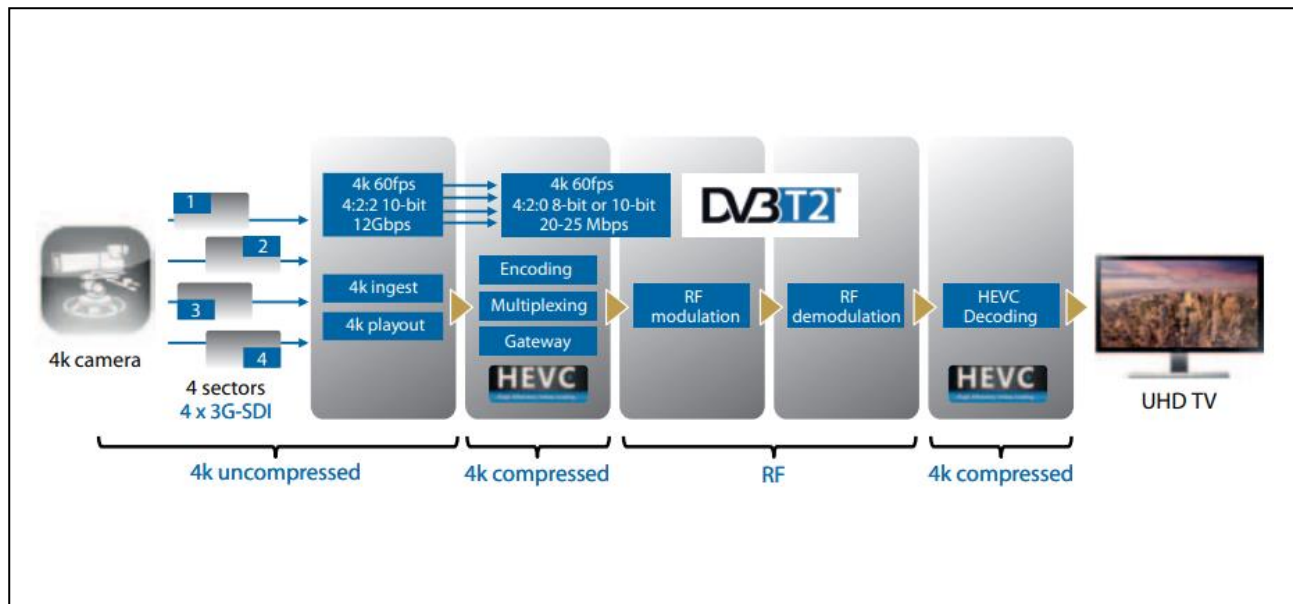 4k camera
1
2
3
4
4 sectors
4 x 3G-SDI
4k 60fps
4:2:2 10-bit
12Gbps
4k ingest
4k playout
4k 60fps
4:2:0 8-bit or 10-bit
20-25 Mbps
Encoding
Multiplexing
Gateway
HEVC
DVB T2
RF
modulation
RF
demodulation
HEVC
Decoding
HEVC
UHD TV
4k uncompressed
4k compressed
RF
4k compressed